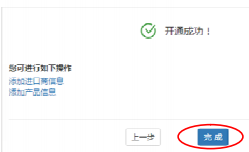 开通成功！
您可进行如下操作
添加进口商信息
添加产品信息
上一步
完成